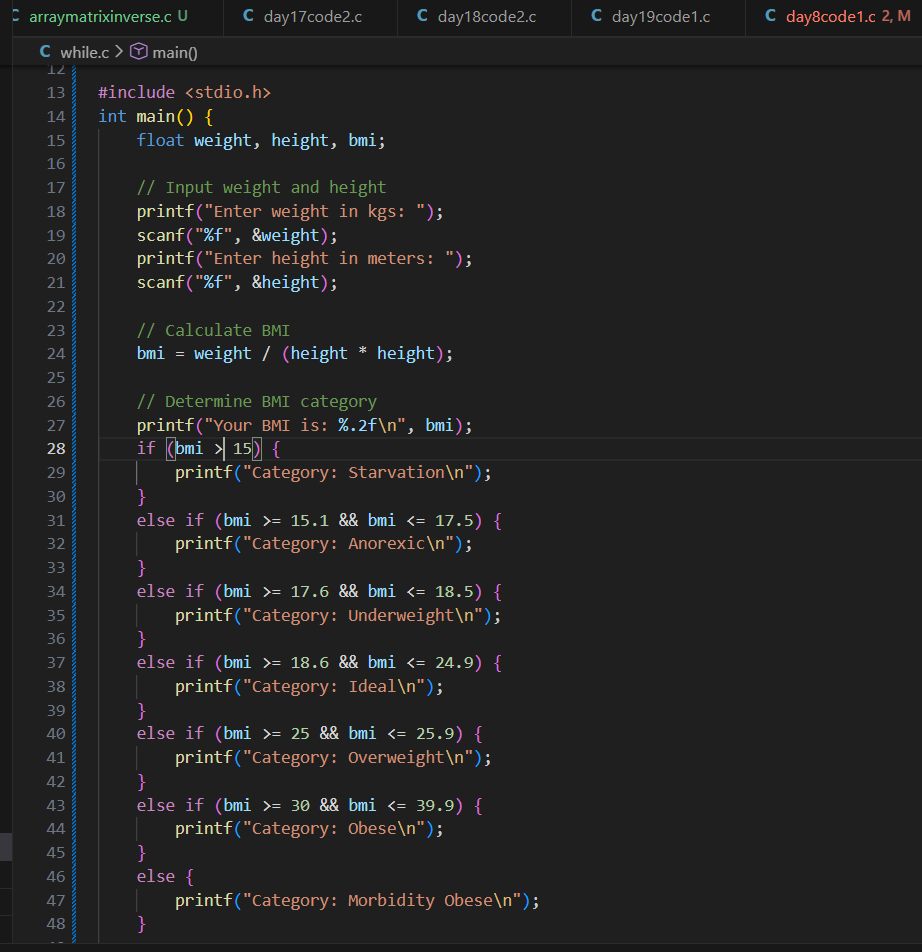 arraymatrixinverse.c U
C day17code2.c
C day18code2.c
C day19code1.c
C day8code1.c 2, M
C while.c > main()
12
13 #include <stdio.h>
14 int main() {
15 float weight, height, bmi;
16
17 // Input weight and height
18 printf("Enter weight in kgs: ");
19 scanf("%f", &weight);
20 printf("Enter height in meters: ");
21 scanf("%f", &height);
22
23 // Calculate BMI
24 bmi = weight / (height * height);
25
26 // Determine BMI category
27 printf("Your BMI is: %.2f\n", bmi);
28 if (bmi > 15) {
29 printf("Category: Starvation\n");
30 }
31 else if (bmi >= 15.1 && bmi <= 17.5) {
32 printf("Category: Anorexic\n");
33 }
34 else if (bmi >= 17.6 && bmi <= 18.5) {
35 printf("Category: Underweight\n");
36 }
37 else if (bmi >= 18.6 && bmi <= 24.9) {
38 printf("Category: Ideal\n");
39 }
40 else if (bmi >= 25 && bmi <= 25.9) {
41 printf("Category: Overweight\n");
42 }
43 else if (bmi >= 30 && bmi <= 39.9) {
44 printf("Category: Obese\n");
45 }
46 else {
47 printf("Category: Morbidity Obese\n");
48 }